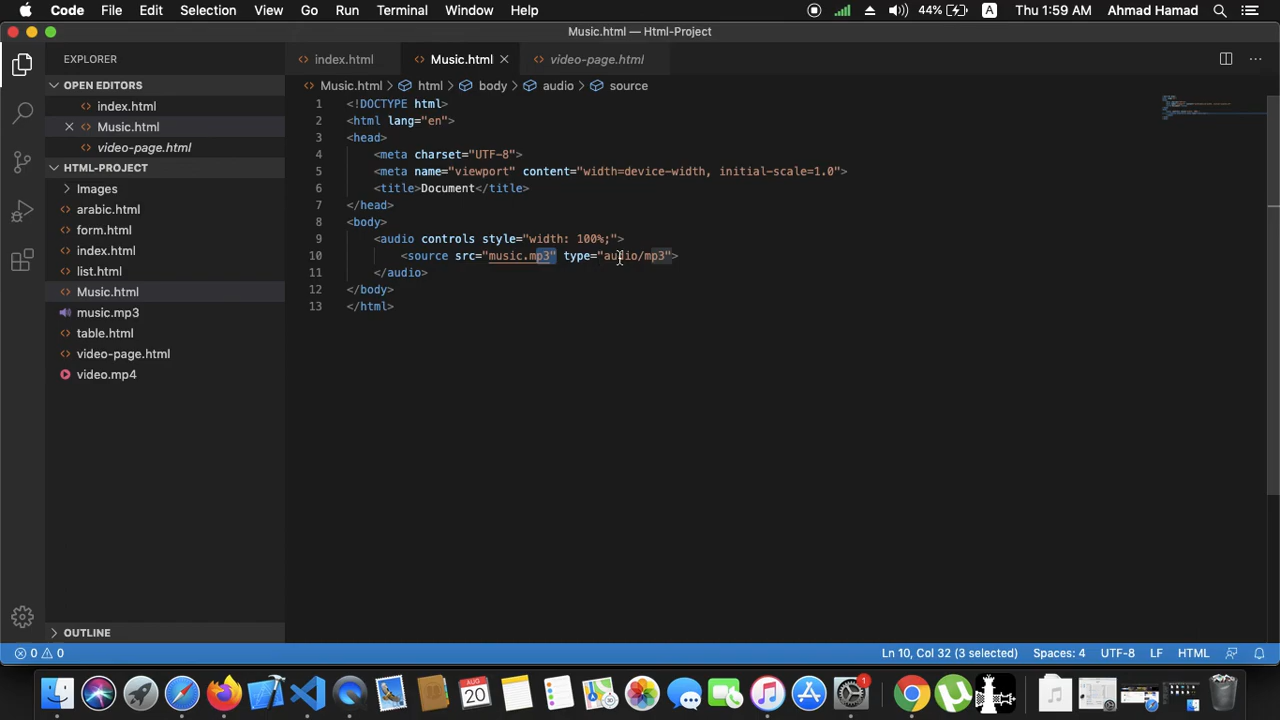 Code File Edit Selection View Go Run Terminal Window Help 44% A Thu 1:59 AM Ahmad Hamad
Music.html — Html-Project
EXPLORER
index.html Music.html video-page.html
OPEN EDITORS
index.html
Music.html
video-page.html
HTML-PROJECT
Images
arabic.html
form.html
index.html
list.html
Music.html
music.mp3
table.html
video-page.html
video.mp4
OUTLINE
Music.html > html > body > audio > source
1 <!DOCTYPE html>
2 <html lang="en">
3 <head>
4 <meta charset="UTF-8">
5 <meta name="viewport" content="width=device-width, initial-scale=1.0">
6 <title>Document</title>
7 </head>
8 <body>
9 <audio controls style="width: 100%;">
10 <source src="music.mp3" type="audio/mp3">
11 </audio>
12 </body>
13 </html>
0 0 Ln 10, Col 32 (3 selected) Spaces: 4 UTF-8 LF HTML
AUG
20
1